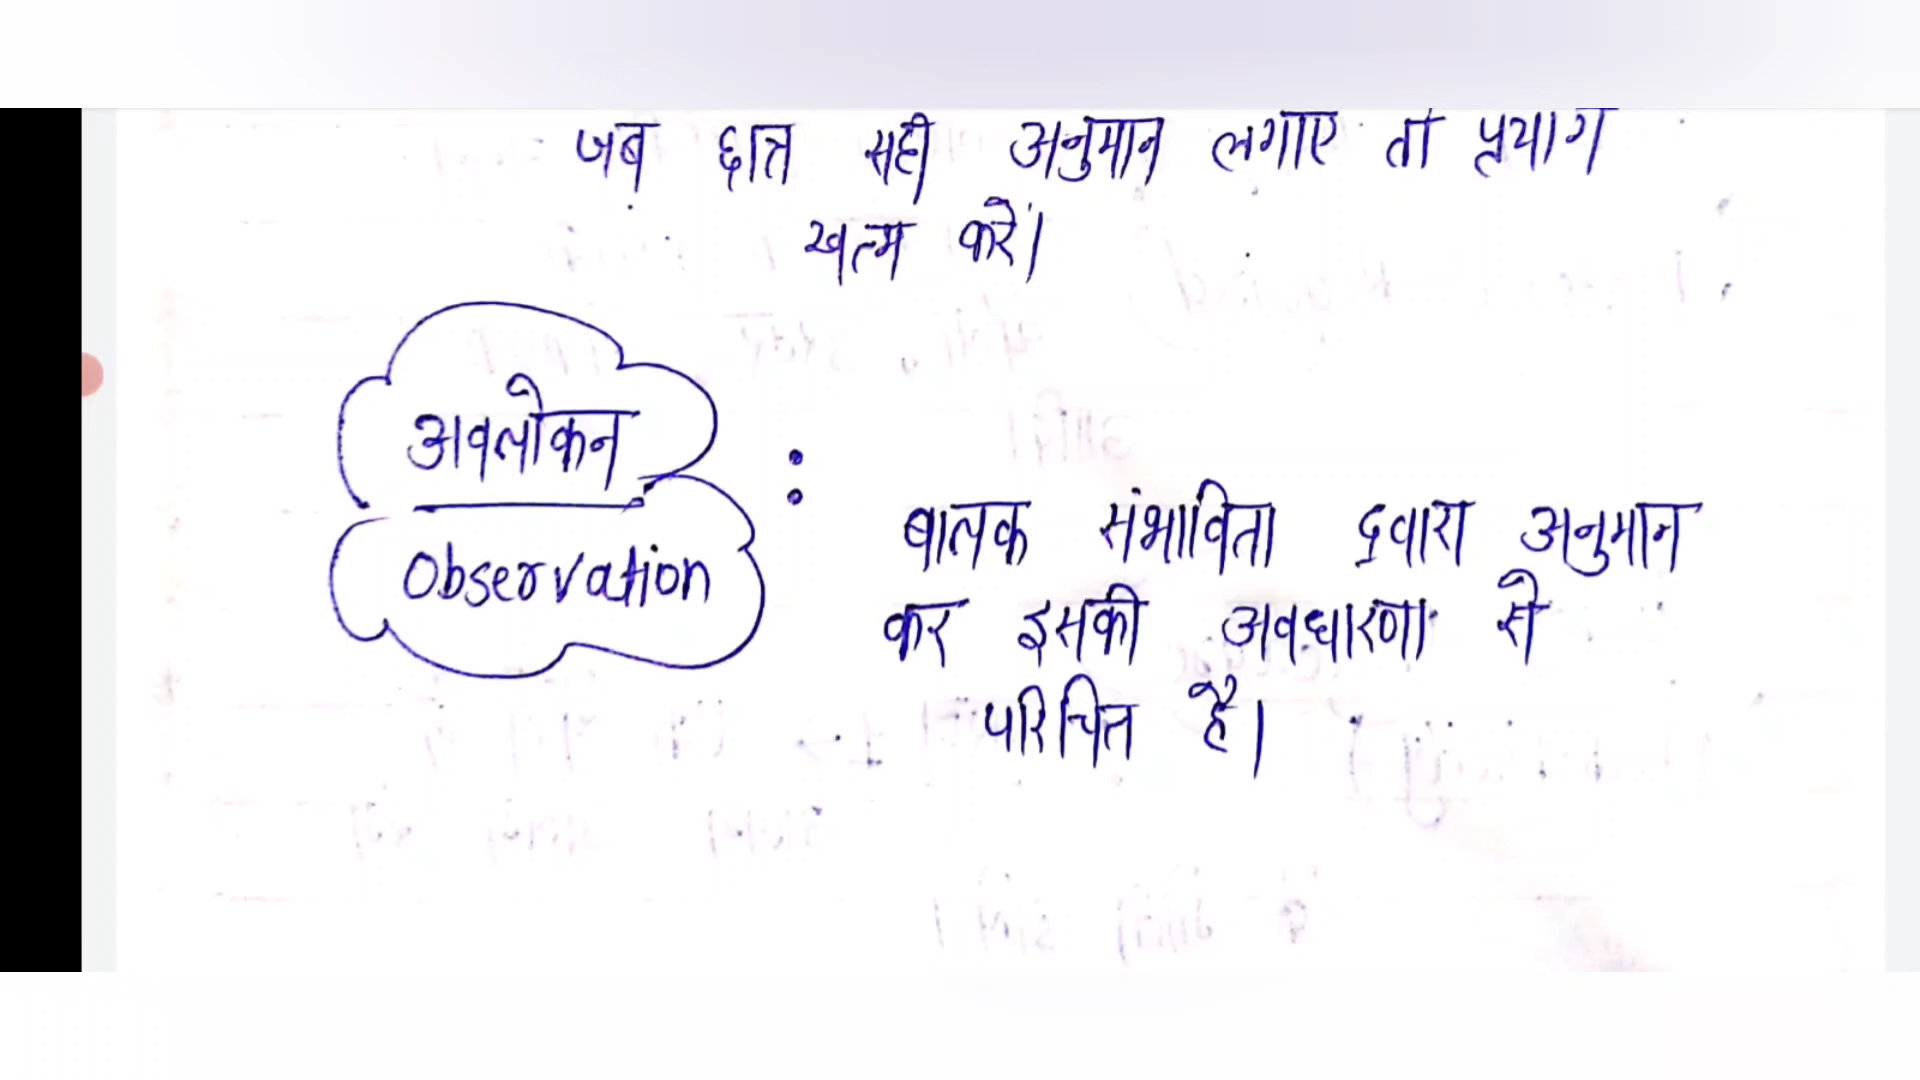 जब छात्र सही अनुमान लगाए तो प्रयोग
खत्म करें।
अवलोकन
Observation
:
बालक संभाविता द्वारा अनुमान
कर इसकी अवधारणा से
परिचित है।